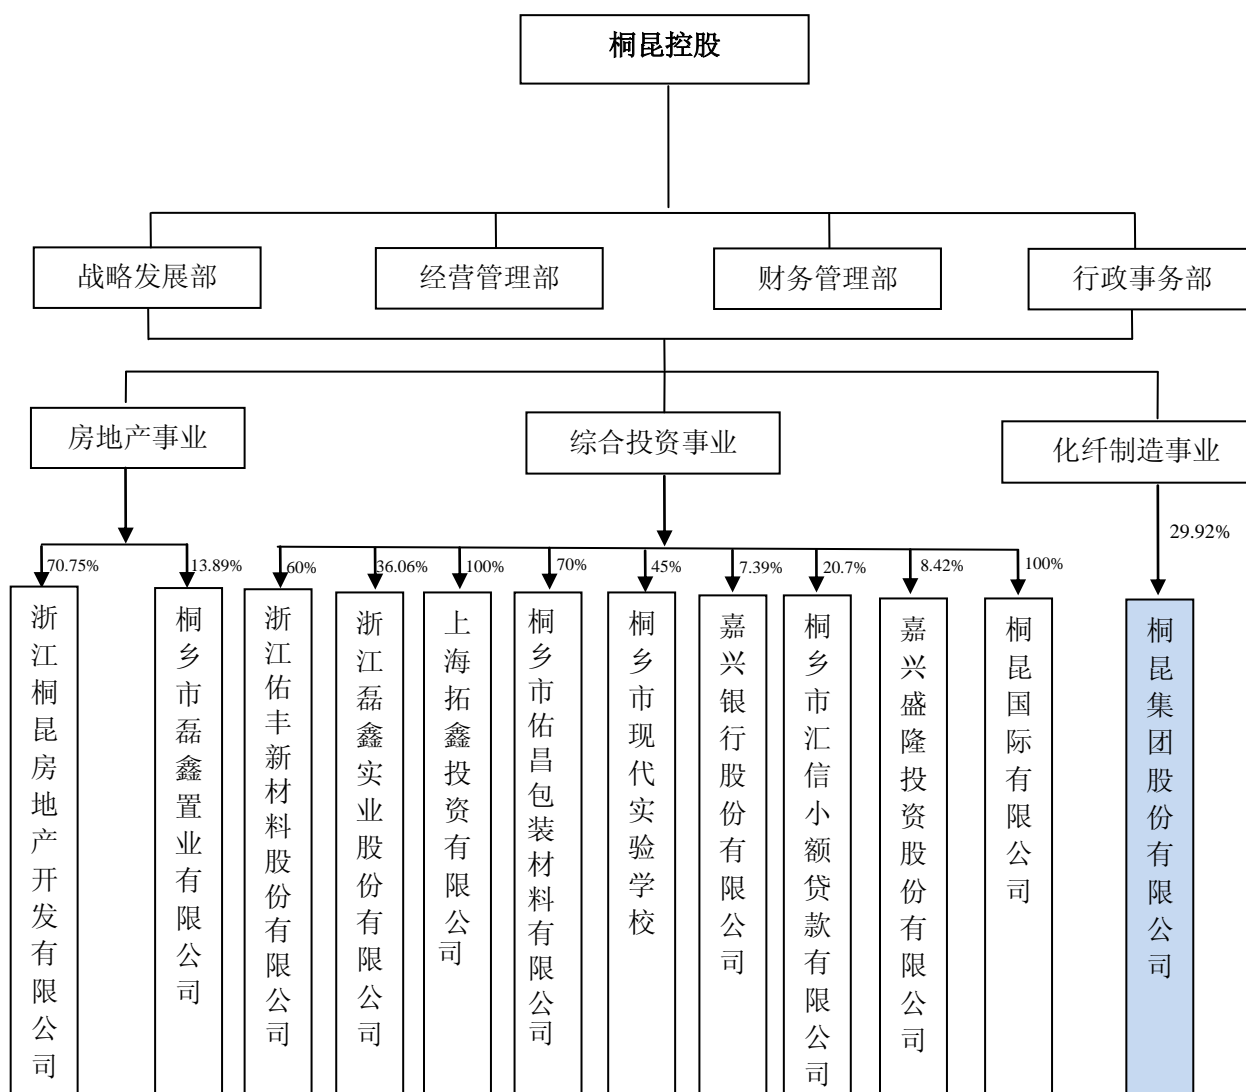 桐昆控股
战略发展部
经营管理部
财务管理部
行政事务部
房地产事业
综合投资事业
化纤制造事业
29.92%
70.75%
13.89%
60%
36.06%
100%
70%
45%
7.39%
20.7%
8.42%
100%
浙江桐昆房地产开发有限公司
桐乡市磊鑫置业有限公司
浙江佑丰新材料股份有限公司
浙江磊鑫实业股份有限公司
上海拓鑫投资有限公司
桐乡市佑昌包装材料有限公司
桐乡市现代实验学校
嘉兴银行股份有限公司
桐乡市汇信小额贷款有限公司
嘉兴盛隆投资股份有限公司
桐昆国际有限公司
桐昆集团股份有限公司